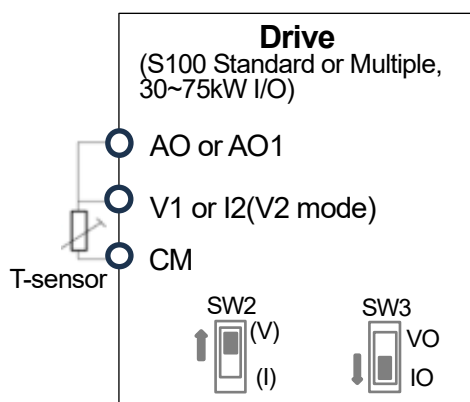 Drive
(S100 Standard or Multiple,
30~75kW I/O)
AO or AO1
V1 or I2(V2 mode)
CM
T-sensor
SW2
(V)
(I)
SW3
VO
IO